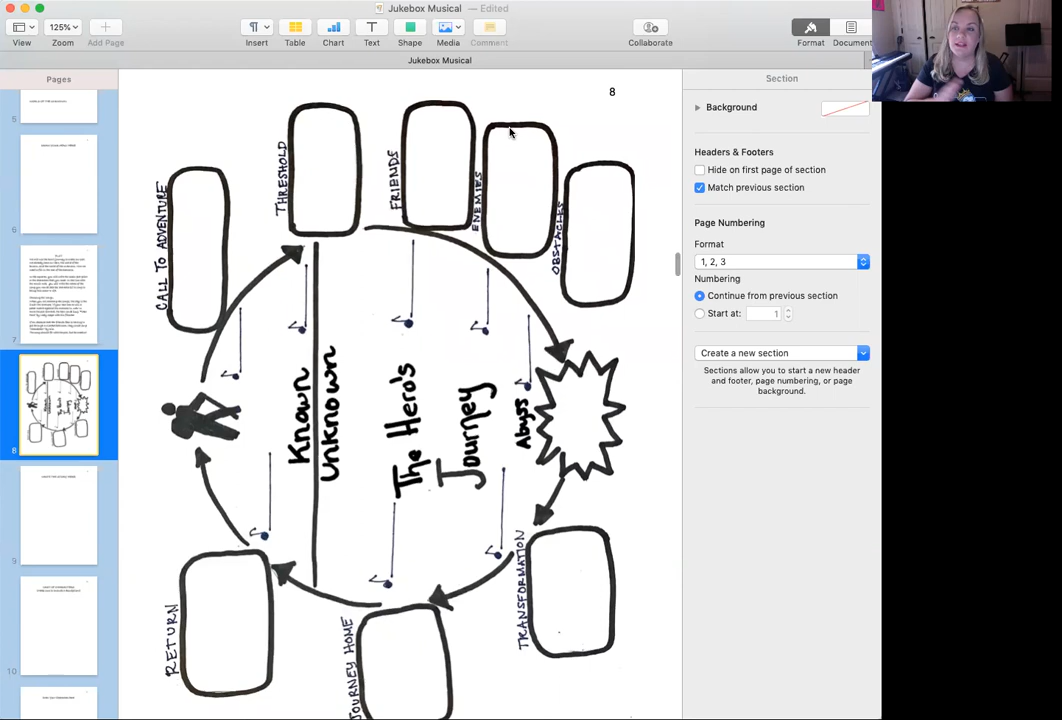 Jukebox Musical — Edited
125%
View
Zoom
Add Page
Insert
Table
Chart
Text
Shape
Media
Comment
Collaborate
Format
Documen
Jukebox Musical
Pages
5
6
7
8
9
10
8
CALL TO ADVENTURE
THRESHOLD
FRIENDS
ENEMIES
OBSTACLES
Known
Unknown
The Hero's
Journey
Abyss
TRANSFORMATION
JOURNEY HOME
RETURN
Section
Background
Headers & Footers
Hide on first page of section
Match previous section
Page Numbering
Format
1, 2, 3
Numbering
Continue from previous section
Start at:
1
Create a new section
Sections allow you to start a new header
and footer, page numbering, or page
background.